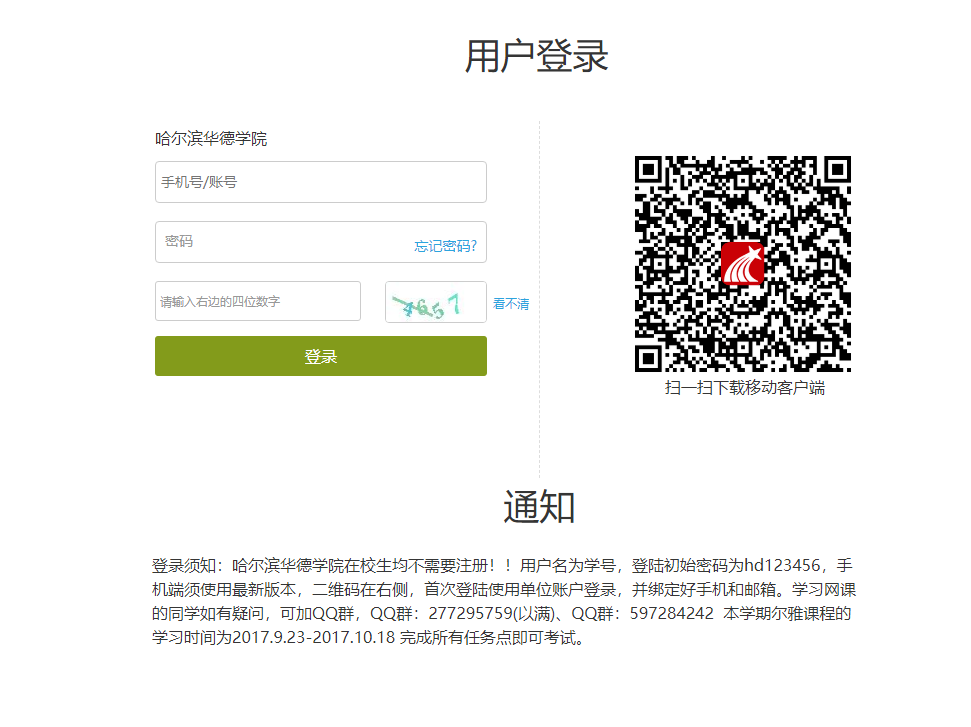 用户登录
哈尔滨华德学院
手机号/账号
密码
忘记密码?
请输入右边的四位数字
4657
看不清
登录
扫一扫下载移动客户端
通知
登录须知：哈尔滨华德学院在校生均不需要注册！！用户名为学号，登陆初始密码为hd123456，手
机端须使用最新版本，二维码在右侧，首次登陆使用单位账户登录，并绑定好手机和邮箱。学习网课
的同学如有疑问，可加QQ群，QQ群：277295759(以满)、QQ群：597284242 本学期尔雅课程的
学习时间为2017.9.23-2017.10.18 完成所有任务点即可考试。